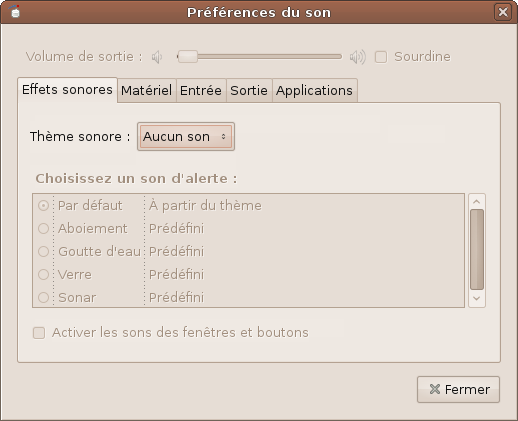 Préférences du son
Volume de sortie : Sourdine
Effets sonores Matériel Entrée Sortie Applications
Thème sonore : Aucun son
Choisissez un son d'alerte :
Par défaut À partir du thème
Aboiement Prédéfini
Goutte d'eau Prédéfini
Verre Prédéfini
Sonar Prédéfini
Activer les sons des fenêtres et boutons
Fermer